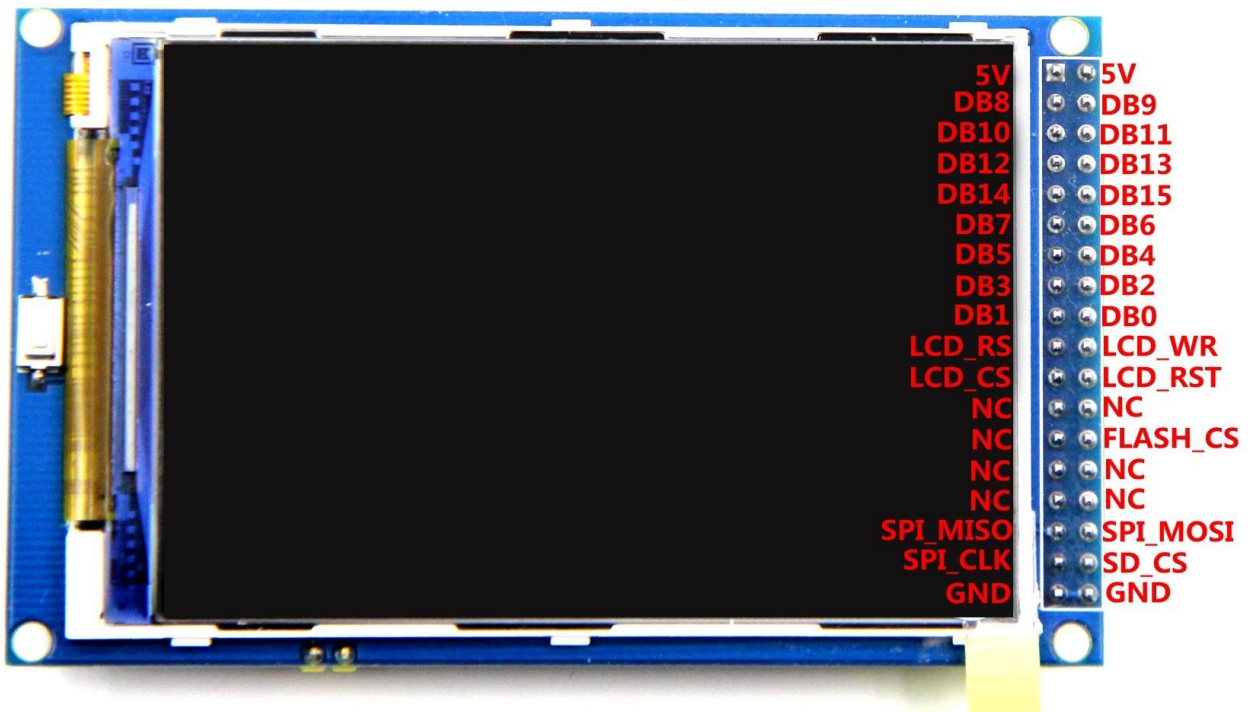 5V 5V
DB8 DB9
DB10 DB11
DB12 DB13
DB14 DB15
DB7 DB6
DB5 DB4
DB3 DB2
DB1 DB0
LCD_RS LCD_WR
LCD_CS LCD_RST
NC NC
NC FLASH_CS
NC NC
NC NC
SPI_MISO SPI_MOSI
SPI_CLK SD_CS
GND GND